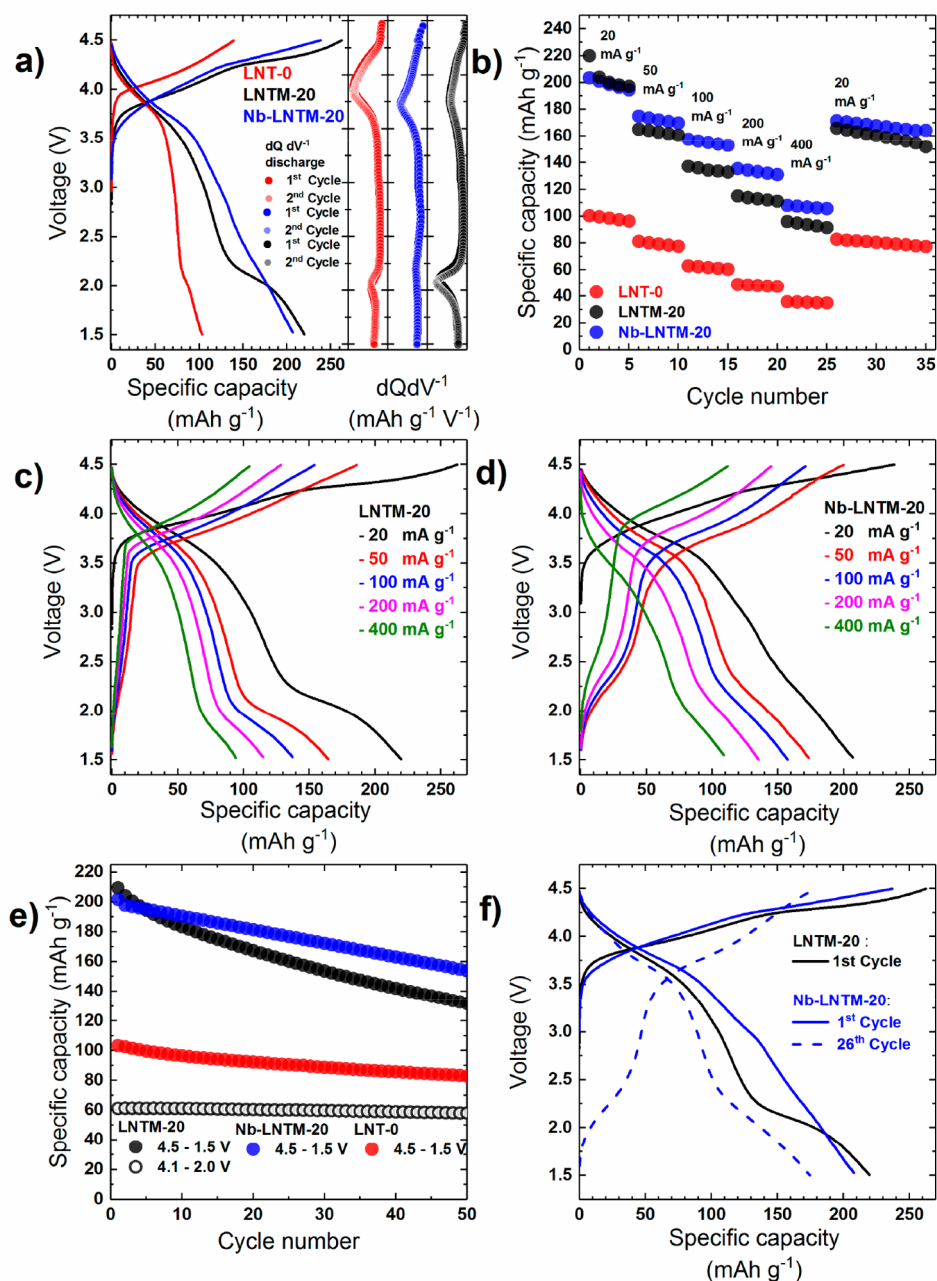 a)
4.5
4.0
3.5
3.0
2.5
2.0
1.5
Voltage (V)
LNT-0
LNTM-20
Nb-LNTM-20
dQ dV⁻¹
discharge
1ˢᵗ Cycle
2ⁿᵈ Cycle
1ˢᵗ Cycle
2ⁿᵈ Cycle
1ˢᵗ Cycle
2ⁿᵈ Cycle
0 50 100 150 200 250
Specific capacity
(mAh g⁻¹)
dQdV⁻¹
(mAh g⁻¹ V⁻¹)
b)
240
220
200
180
160
140
120
100
80
60
40
20
0
Specific capacity (mAh g⁻¹)
20
mA g⁻¹
50
mA g⁻¹
100
mA g⁻¹
200
mA g⁻¹
400
mA g⁻¹
20
mA g⁻¹
LNT-0
LNTM-20
Nb-LNTM-20
0 5 10 15 20 25 30 35
Cycle number
c)
4.5
4.0
3.5
3.0
2.5
2.0
1.5
Voltage (V)
LNTM-20
- 20 mA g⁻¹
- 50 mA g⁻¹
- 100 mA g⁻¹
- 200 mA g⁻¹
- 400 mA g⁻¹
0 50 100 150 200 250
Specific capacity
(mAh g⁻¹)
d)
4.5
4.0
3.5
3.0
2.5
2.0
1.5
Voltage (V)
Nb-LNTM-20
- 20 mA g⁻¹
- 50 mA g⁻¹
- 100 mA g⁻¹
- 200 mA g⁻¹
- 400 mA g⁻¹
0 50 100 150 200 250
Specific capacity
(mAh g⁻¹)
e)
220
200
180
160
140
120
100
80
60
40
20
0
Specific capacity (mAh g⁻¹)
LNTM-20 Nb-LNTM-20 LNT-0
4.5 - 1.5 V 4.5 - 1.5 V 4.5 - 1.5 V
4.1 - 2.0 V
10 20 30 40 50
Cycle number
f)
4.5
4.0
3.5
3.0
2.5
2.0
1.5
Voltage (V)
LNTM-20 :
1st Cycle
Nb-LNTM-20:
1ˢᵗ Cycle
26ᵗʰ Cycle
0 50 100 150 200 250
Specific capacity
(mAh g⁻¹)